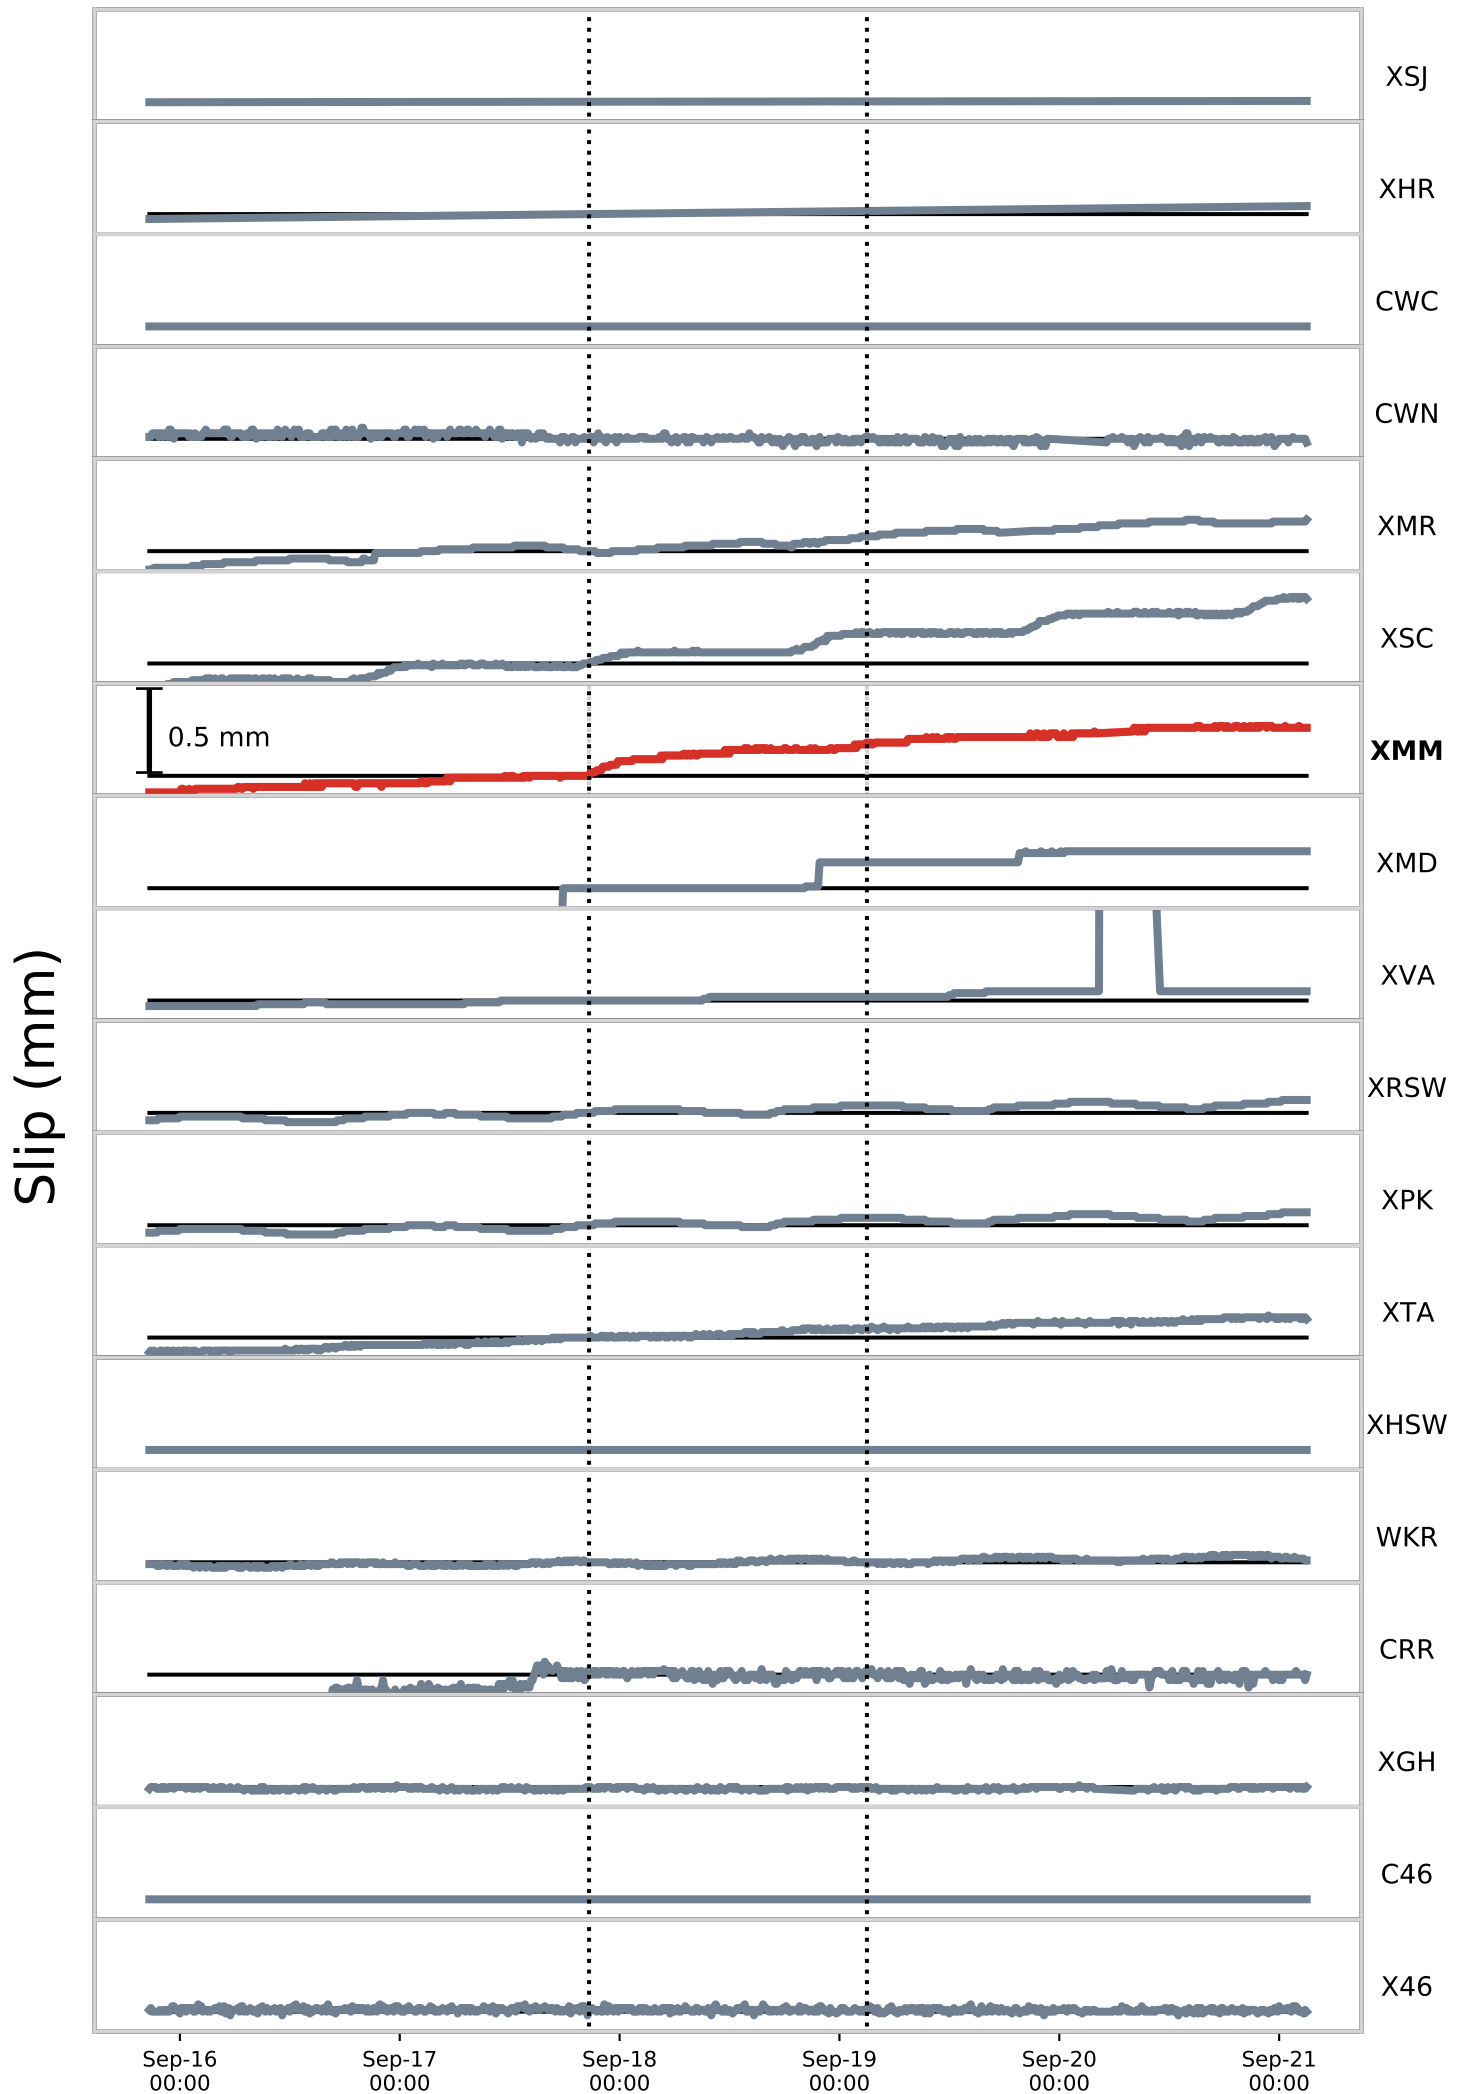 XSJ
XHR
CWC
CWN
XMR
XSC
0.5 mm
XMM
XMD
XVA
Slip (mm)
XRSW
XPK
XTA
XHSW
WKR
CRR
XGH
C46
X46
Sep-16 Sep-17 Sep-18 Sep-19 Sep-20 Sep-21
00:00 00:00 00:00 00:00 00:00 00:00